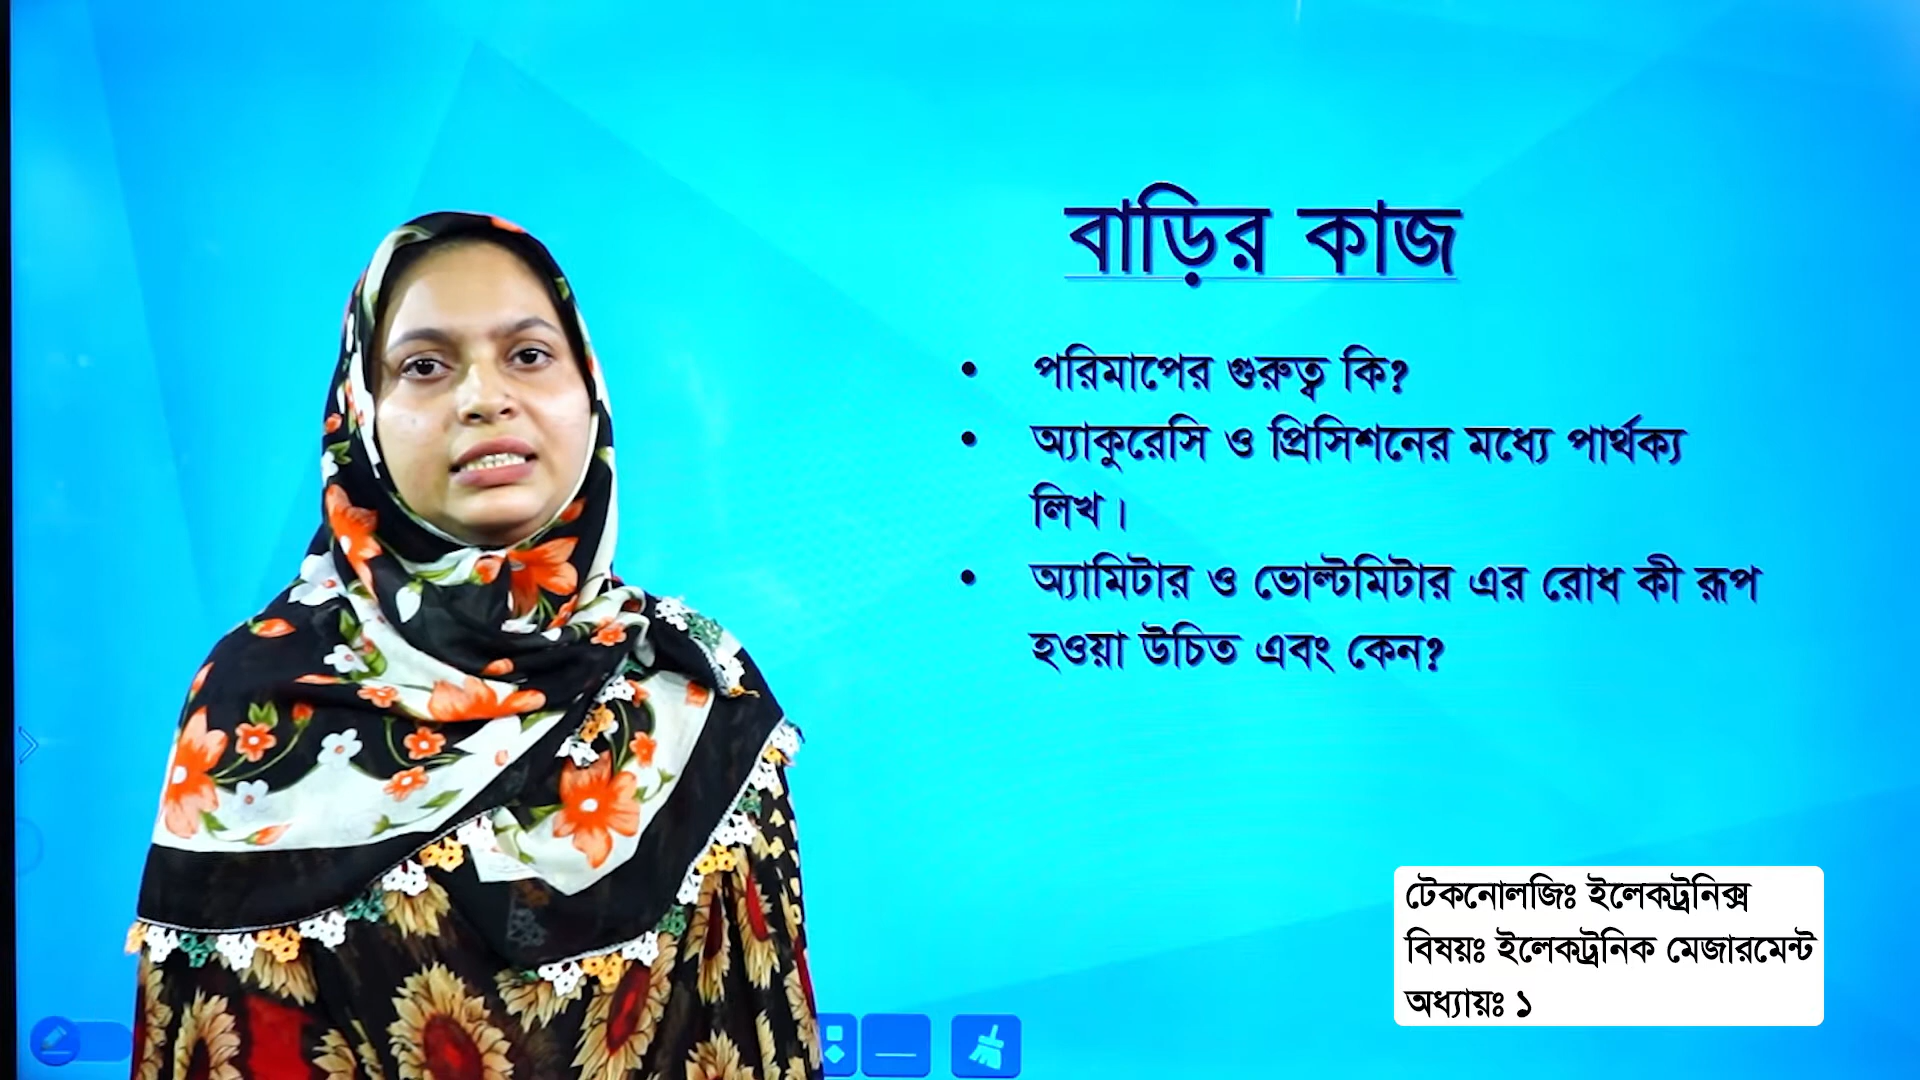 বাড়ির কাজ
• পরিমাপের গুরুত্ব কি?
• অ্যাকুরেসি ও প্রিসিশনের মধ্যে পার্থক্য
লিখ।
• অ্যামিটার ও ভোল্টমিটার এর রোধ কী রূপ
হওয়া উচিত এবং কেন?
টেকনোলজিঃ ইলেকট্রনিক্স
বিষয়ঃ ইলেকট্রনিক মেজারমেন্ট
অধ্যায়ঃ ১